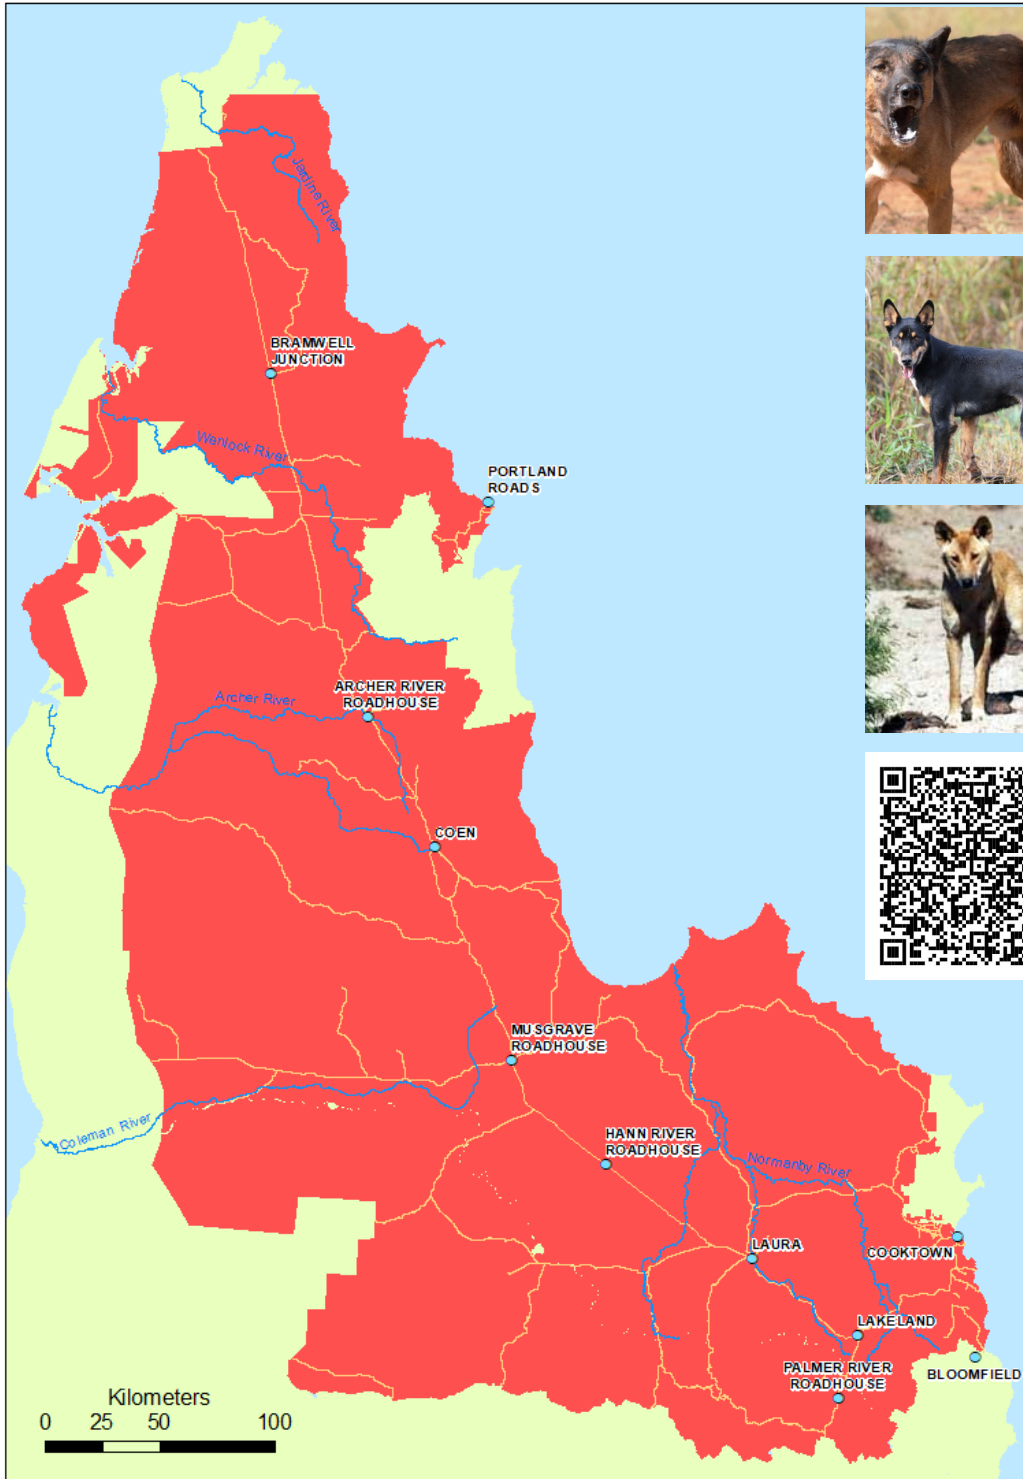 Jardine River
BRAMWELL
JUNCTION
Wenlock River
PORTLAND
ROADS
ARCHER RIVER
ROADHOUSE
Archer River
COEN
MUSGRAVE
ROADHOUSE
Coleman River
HANN RIVER
ROADHOUSE
Normanby River
LAURA
COOKTOWN
LAKELAND
PALMER RIVER
ROADHOUSE
BLOOMFIELD
Kilometers
0 25 50 100